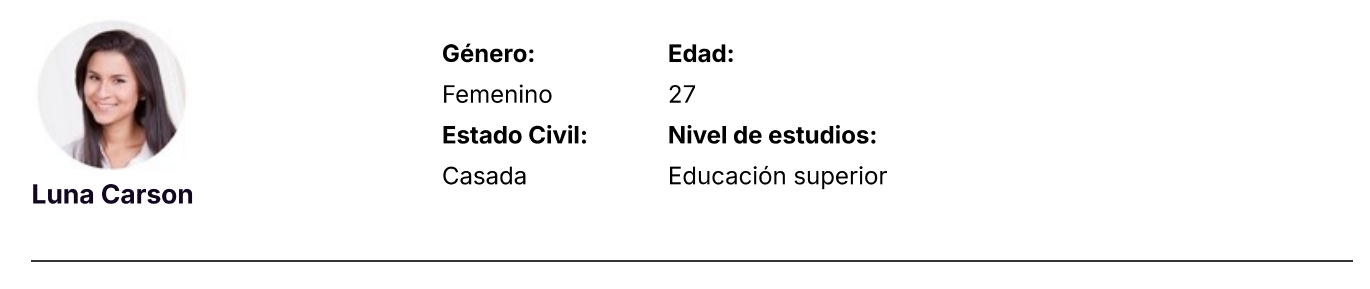 Luna Carson
Género:
Femenino
Estado Civil:
Casada
Edad:
27
Nivel de estudios:
Educación superior